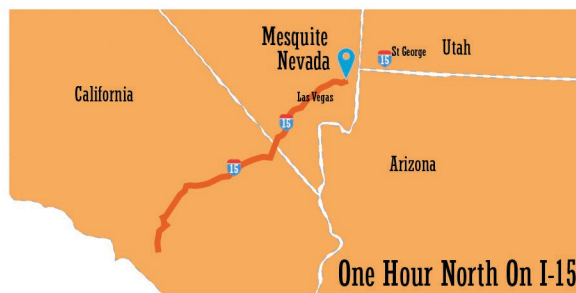 Mesquite
Nevada
15
St George
Utah
California
Las Vegas
15
15
Arizona
One Hour North On I-15